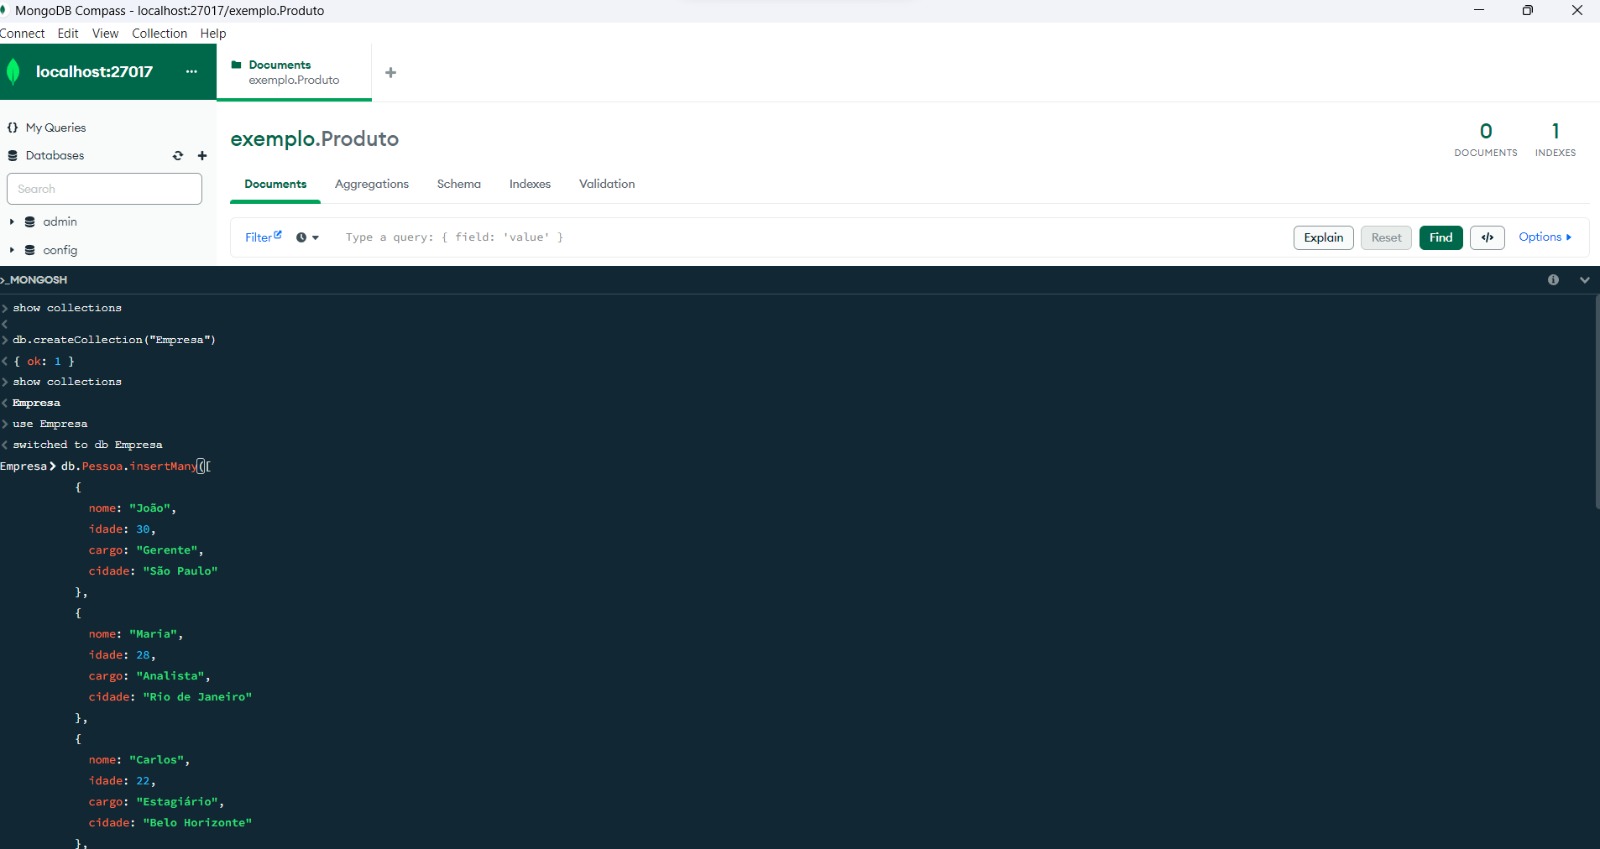 MongoDB Compass - localhost:27017/exemplo.Produto
Connect Edit View Collection Help
localhost:27017 ...
Documents
exemplo.Produto
+
{} My Queries
Databases
Search
admin
config
exemplo.Produto
0
DOCUMENTS
1
INDEXES
Documents Aggregations Schema Indexes Validation
Filter Type a query: { field: 'value' } Explain Reset Find </> Options
>_MONGOSH
> show collections
<
> db.createCollection("Empresa")
< { ok: 1 }
> show collections
< Empresa
> use Empresa
< switched to db Empresa
Empresa> db.Pessoa.insertMany([
{
nome: "João",
idade: 30,
cargo: "Gerente",
cidade: "São Paulo"
},
{
nome: "Maria",
idade: 28,
cargo: "Analista",
cidade: "Rio de Janeiro"
},
{
nome: "Carlos",
idade: 22,
cargo: "Estagiário",
cidade: "Belo Horizonte"
},